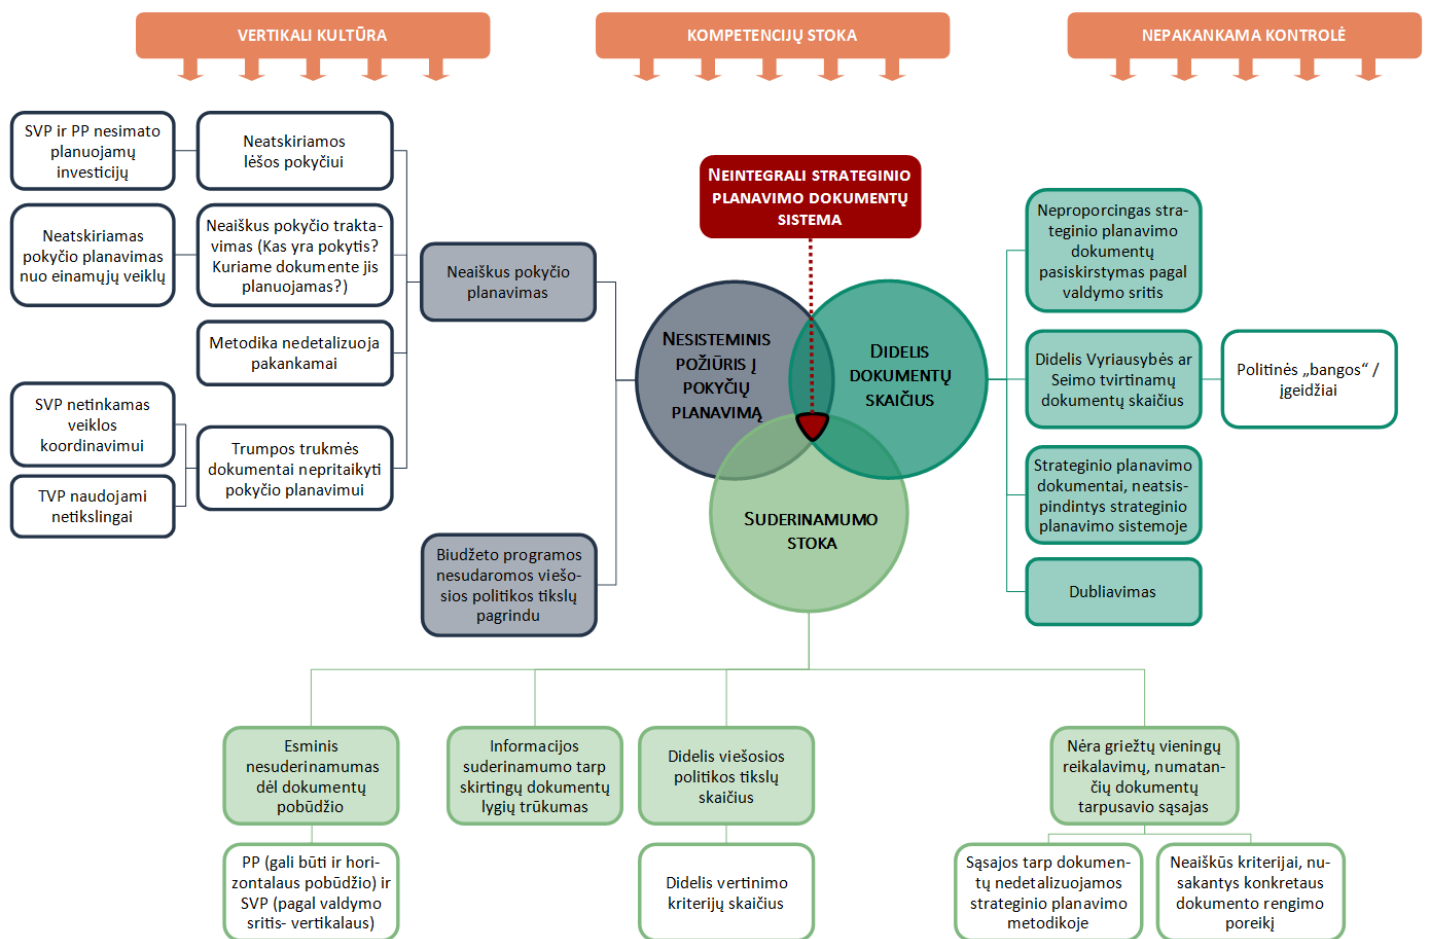 VERTIKALI KULTŪRA
KOMPETENCIJŲ STOKA
NEPAKANKAMA KONTROLĖ
SVP ir PP nesimato
planuojamų
investicijų
Neatskiriamos
lėšos pokyčiui
Neatskiriamas
pokyčio planavimas
nuo einamųjų veiklų
Neaiškus pokyčio trakta-
vimas (Kas yra pokytis?
Kuriame dokumente jis
planuojamas?)
Metodika nedetalizuoja
pakankamai
SVP netinkamas
veiklos
koordinavimui
TVP naudojami
netikslingai
Trumpos trukmės
dokumentai nepritaikyti
pokyčio planavimui
Neaiškus pokyčio
planavimas
Biudžeto programos
nesudaromos viešo-
sios politikos tikslų
pagrindu
NEINTEGRALI STRATEGINIO
PLANAVIMO DOKUMENTŲ
SISTEMA
NESISTEMINIS
POŽIŪRIS Į
POKYČIŲ
PLANAVIMĄ
DIDELIS
DOKUMENTŲ
SKAIČIUS
SUDERINAMUMO
STOKA
Neproporcingas stra-
teginio planavimo
dokumentų
pasiskirstymas pagal
valdymo sritis
Didelis Vyriausybės ar
Seimo tvirtinamų
dokumentų skaičius
Politinės „bangos“ /
įgeidžiai
Strateginio planavimo
dokumentai, neatsis-
pindintys strateginio
planavimo sistemoje
Dubliavimas
Esminis
nesuderinamumas
dėl dokumentų
pobūdžio
Informacijos
suderinamumo tarp
skirtingų dokumentų
lygių trūkumas
Didelis viešosios
politikos tikslų
skaičius
Nėra griežtų vieningų
reikalavimų, numatan-
čių dokumentų
tarpusavio sąsajas
PP (gali būti ir hori-
zontalaus pobūdžio) ir
SVP (pagal valdymo
sritis- vertikalaus)
Didelis vertinimo
kriterijų skaičius
Sąsajos tarp dokumen-
tų nedetalizuojamos
strateginio planavimo
metodikoje
Neaiškūs kriterijai, nu-
sakantys konkretaus
dokumento rengimo
poreikį